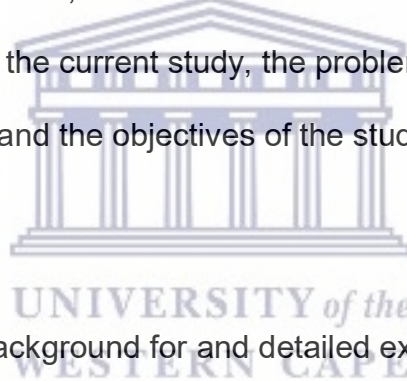 the current study, the problem
and the objectives of the stud
UNIVERSITY of the
ackground for and detailed ex
WESTERN CAPE